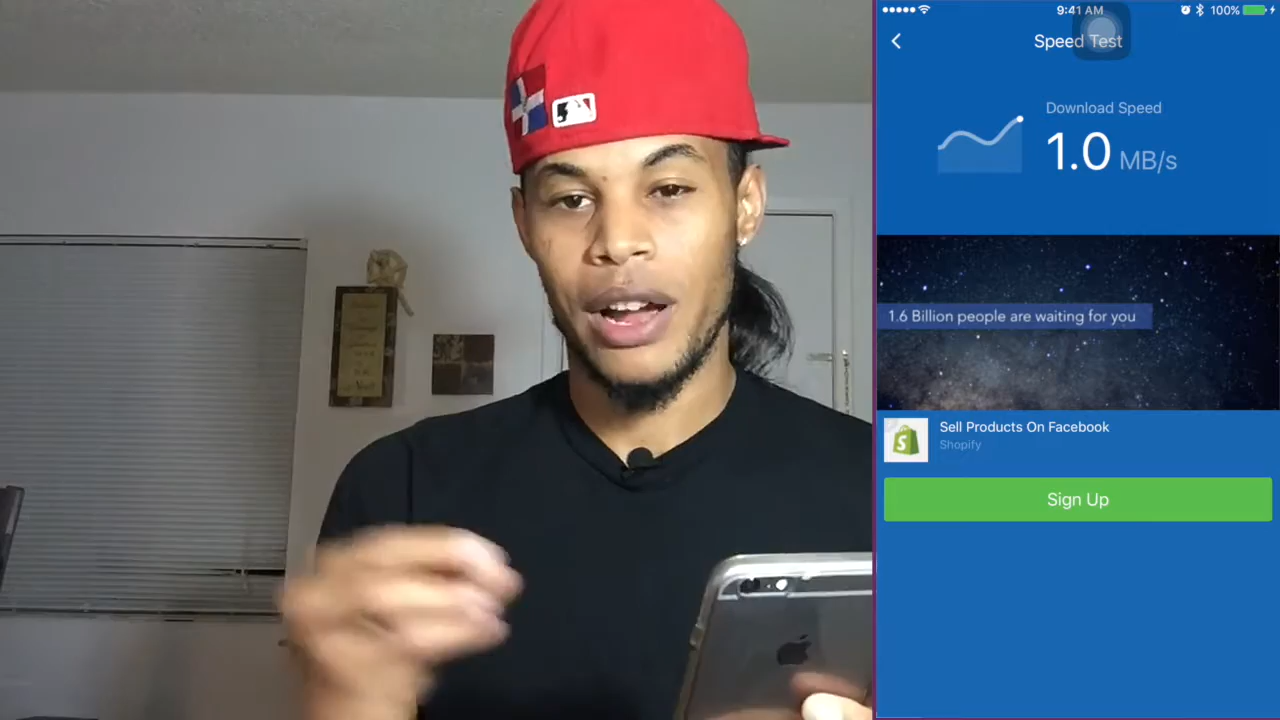 9:41 AM
100%
Speed Test
Download Speed
1.0 MB/s
1.6 Billion people are waiting for you
Sell Products On Facebook
Shopify
Sign Up